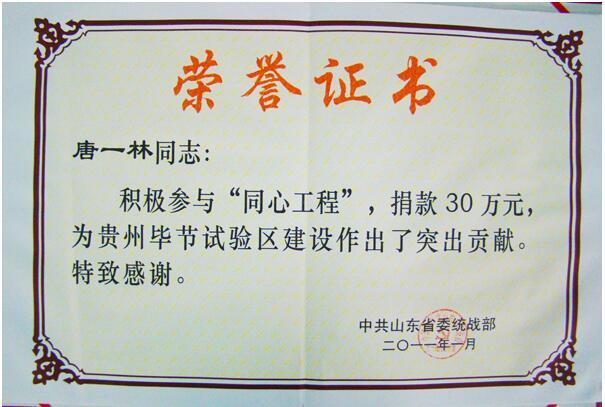 荣誉证书
唐一林同志：
积极参与“同心工程”，捐款30万元，
为贵州毕节试验区建设作出了突出贡献。
特致感谢。
中共山东省委统战部
二〇一一年一月